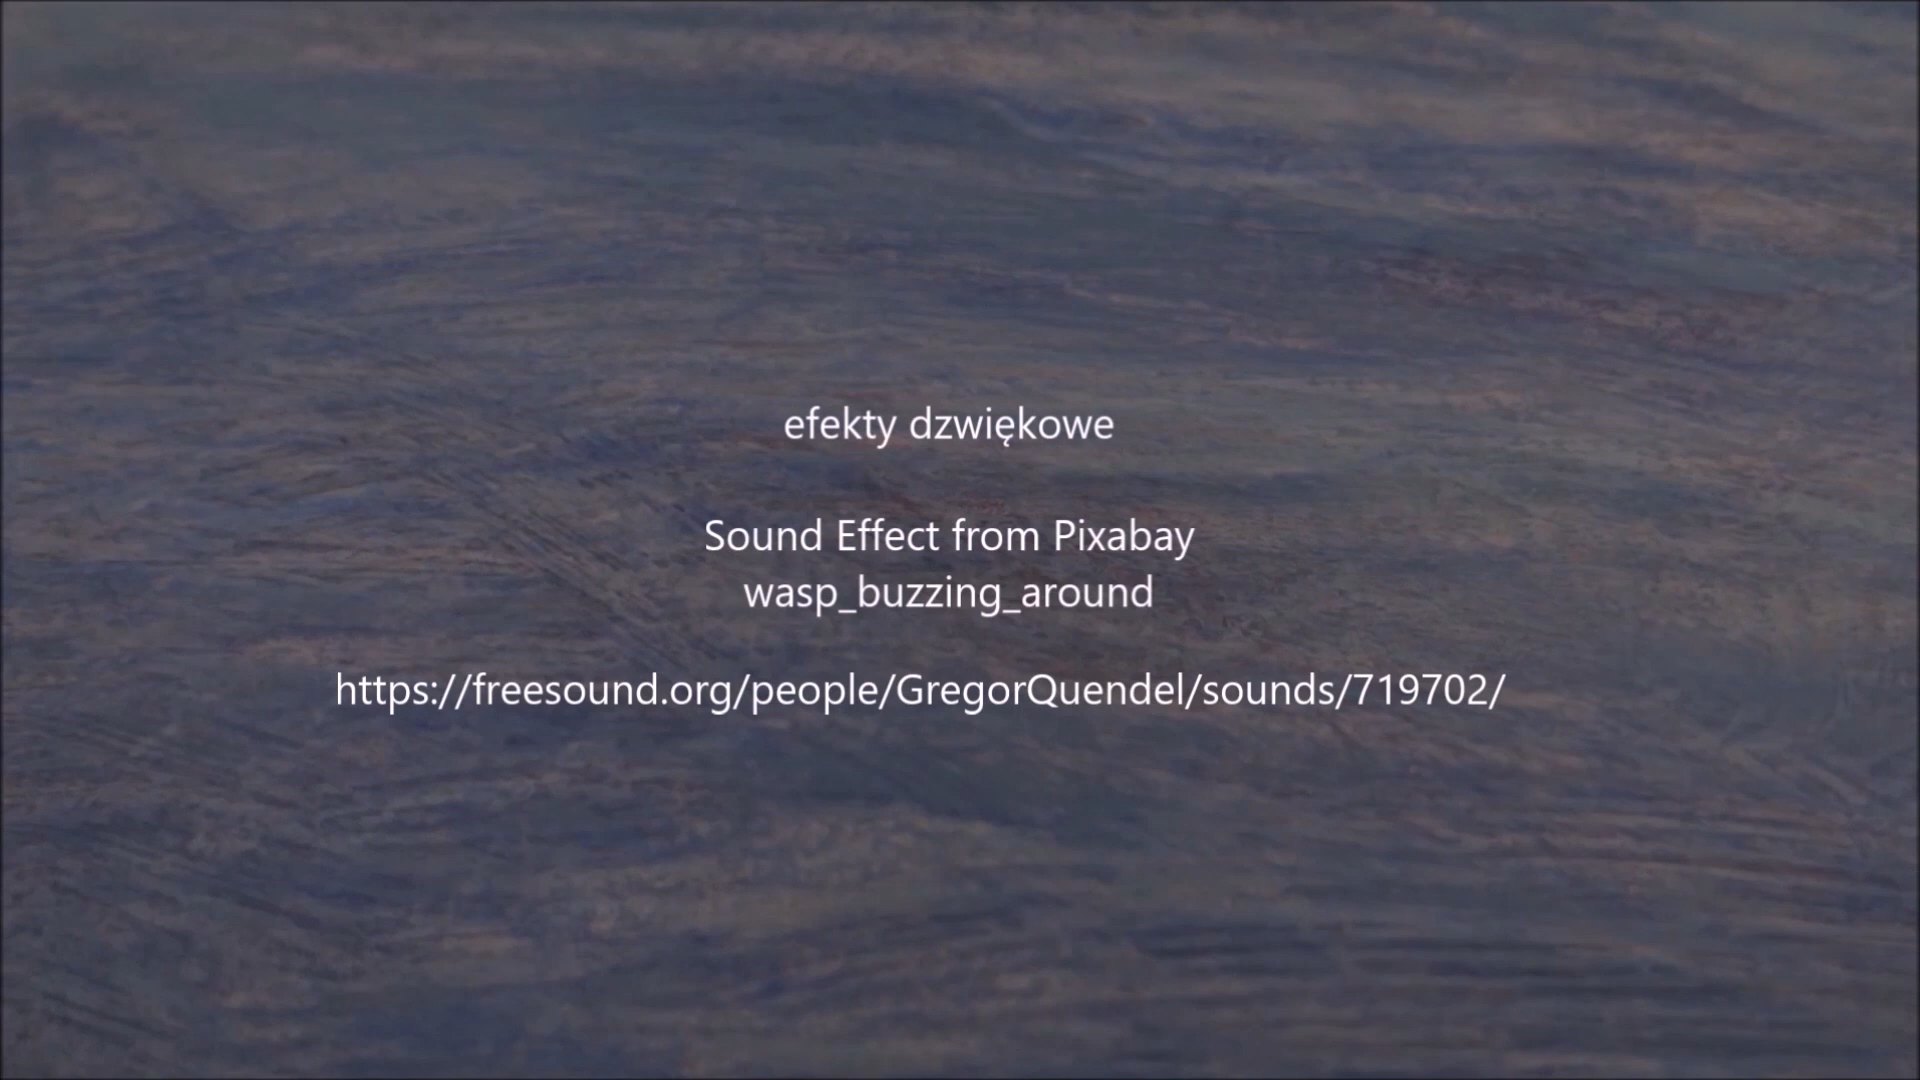 efekty dzwiękowe
Sound Effect from Pixabay
wasp_buzzing_around
https://freesound.org/people/GregorQuendel/sounds/719702/